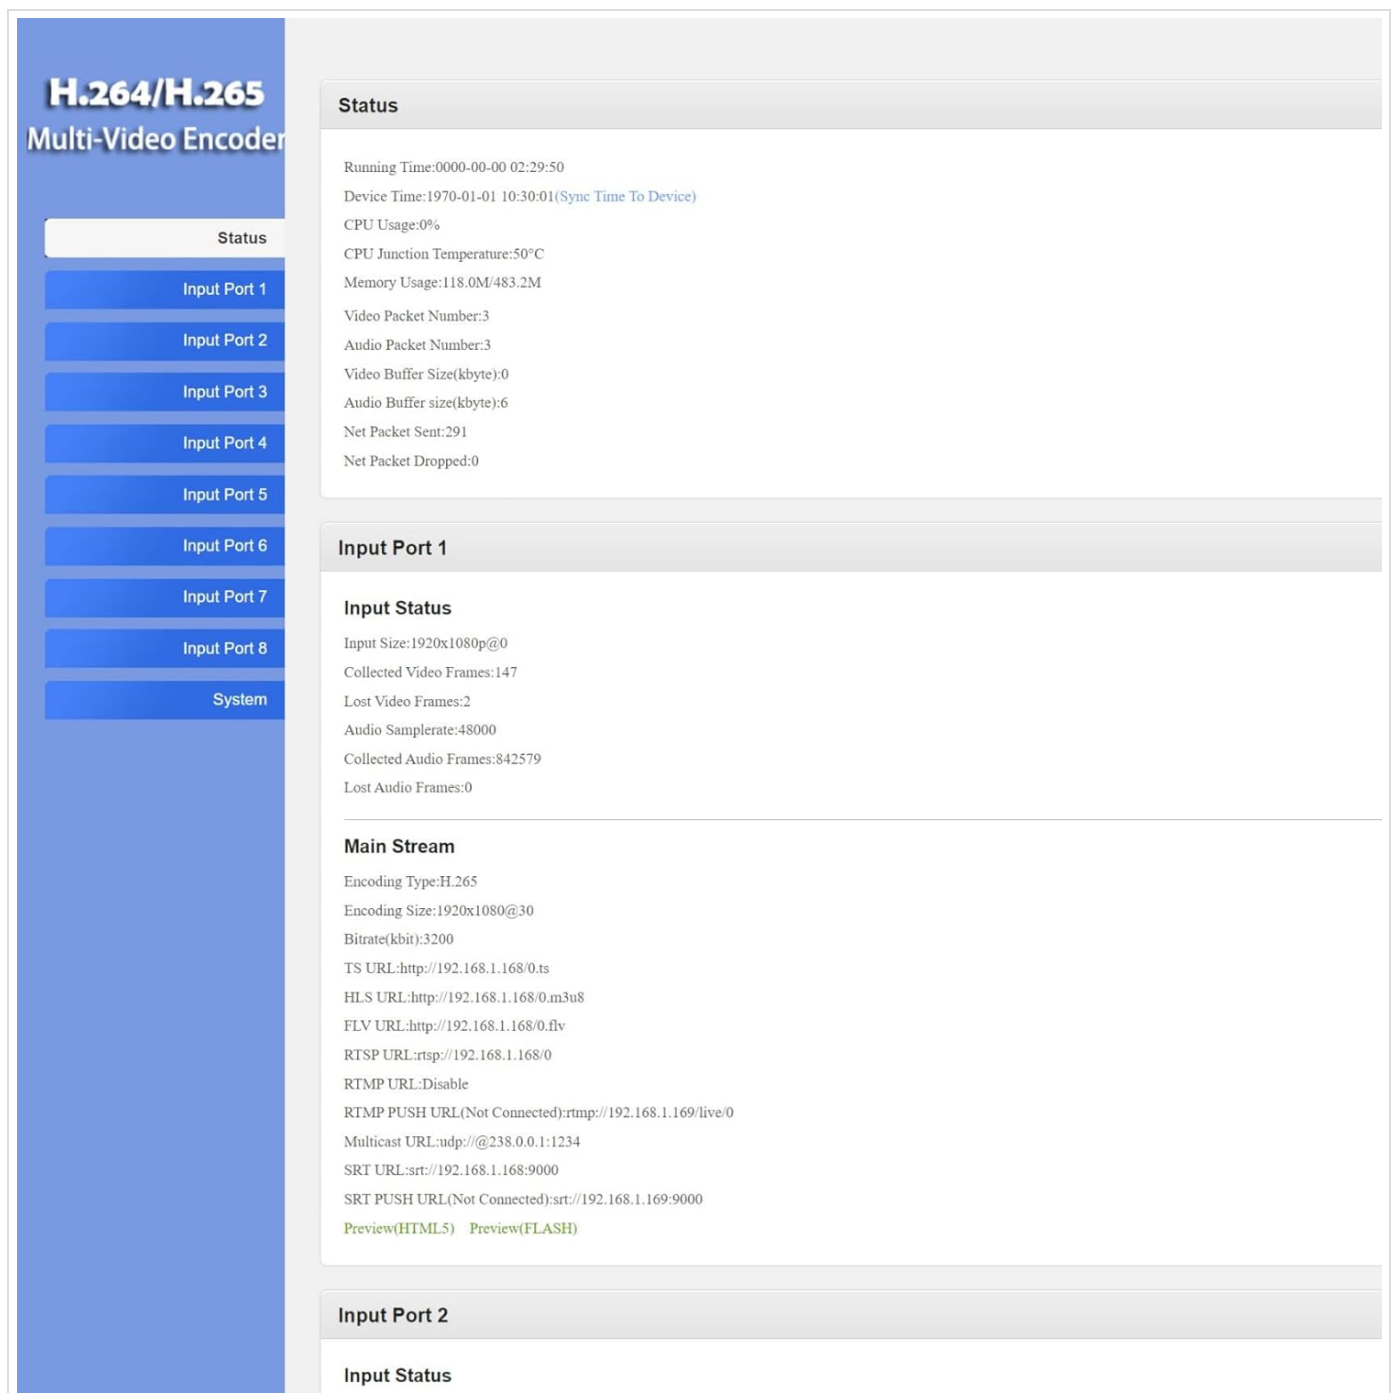 H.264/H.265
Multi-Video Encoder
Status
Input Port 1
Input Port 2
Input Port 3
Input Port 4
Input Port 5
Input Port 6
Input Port 7
Input Port 8
System
Status
Running Time:0000-00-00 02:29:50
Device Time:1970-01-01 10:30:01(Sync Time To Device)
CPU Usage:0%
CPU Junction Temperature:50°C
Memory Usage:118.0M/483.2M
Video Packet Number:3
Audio Packet Number:3
Video Buffer Size(kbyte):0
Audio Buffer size(kbyte):6
Net Packet Sent:291
Net Packet Dropped:0
Input Port 1
Input Status
Input Size:1920x1080p@0
Collected Video Frames:147
Lost Video Frames:2
Audio Samplerate:48000
Collected Audio Frames:842579
Lost Audio Frames:0
Main Stream
Encoding Type:H.265
Encoding Size:1920x1080@30
Bitrate(kbit):3200
TS URL:http://192.168.1.168/0.ts
HLS URL:http://192.168.1.168/0.m3u8
FLV URL:http://192.168.1.168/0.flv
RTSP URL:rtsp://192.168.1.168/0
RTMP URL:Disable
RTMP PUSH URL(Not Connected):rtmp://192.168.1.169/live/0
Multicast URL:udp://@238.0.0.1:1234
SRT URL:srt://192.168.1.168:9000
SRT PUSH URL(Not Connected):srt://192.168.1.169:9000
Preview(HTML5) Preview(FLASH)
Input Port 2
Input Status